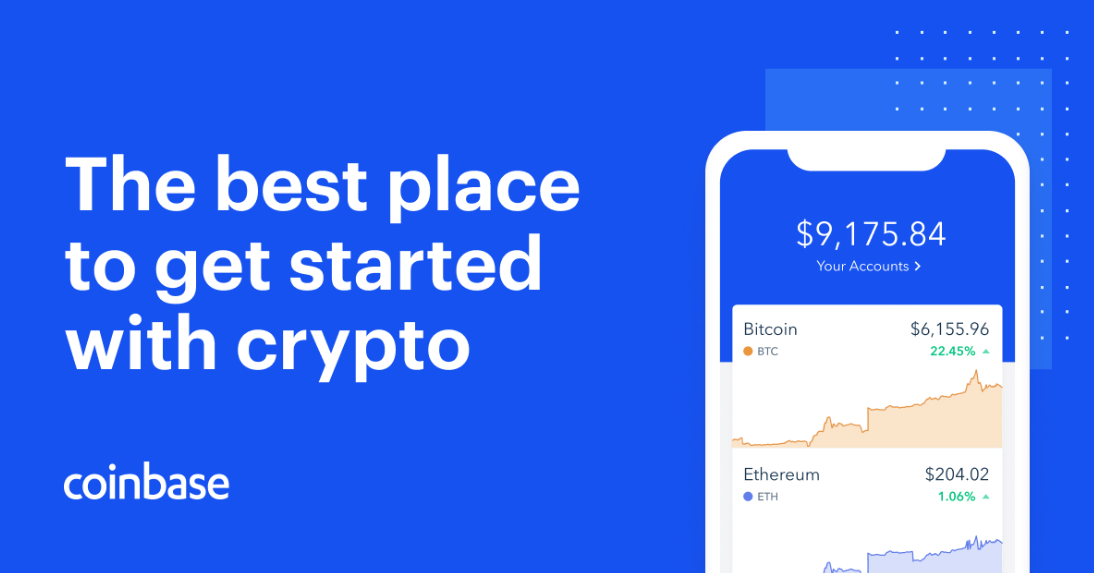 The best place
to get started
with crypto
coinbase
$9,175.84
Your Accounts >
Bitcoin $6,155.96
BTC 22.45%
Ethereum $204.02
ETH 1.06%